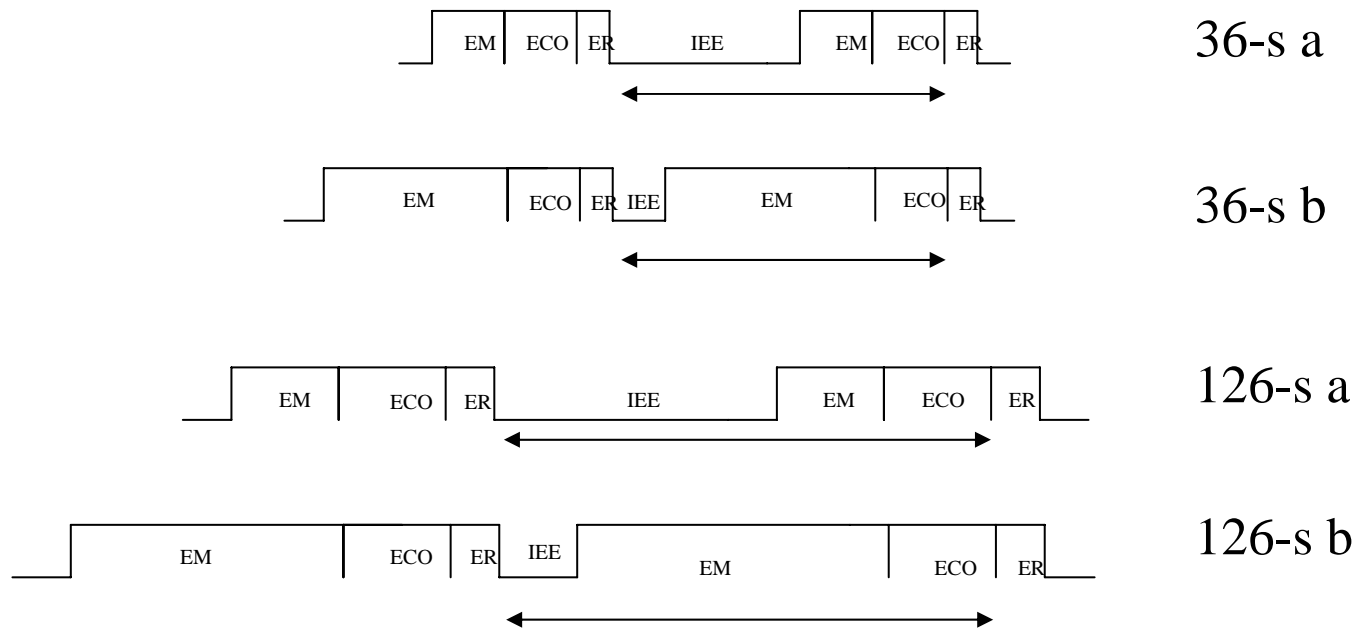 EM ECO ER IEE EM ECO ER 36-s a
EM ECO ER IEE EM ECO ER 36-s b
EM ECO ER IEE EM ECO ER 126-s a
EM ECO ER IEE EM ECO ER 126-s b